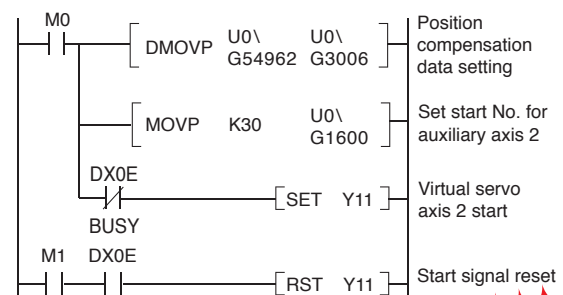 M0
DMOVP U0\ G54962 U0\ G3006
Position
compensation
data setting
MOVP K30 U0\ G1600
Set start No. for
auxiliary axis 2
DX0E
BUSY
SET Y11
Virtual servo
axis 2 start
M1 DX0E
RST Y11
Start signal reset